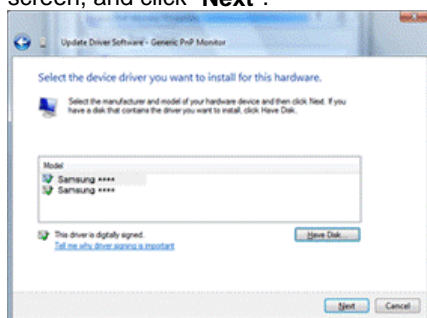 screen, and click "Next".
Update Driver Software - Generic PnP Monitor
Select the device driver you want to install for this hardware.
Select the manufacturer and model of your hardware device and then click Next. If you
have a disk that contains the driver you want to install, click Have Disk.
Model
Samsung ****
Samsung ****
This driver is digitally signed.
Have Disk...
Tell me why driver signing is important
Next
Cancel